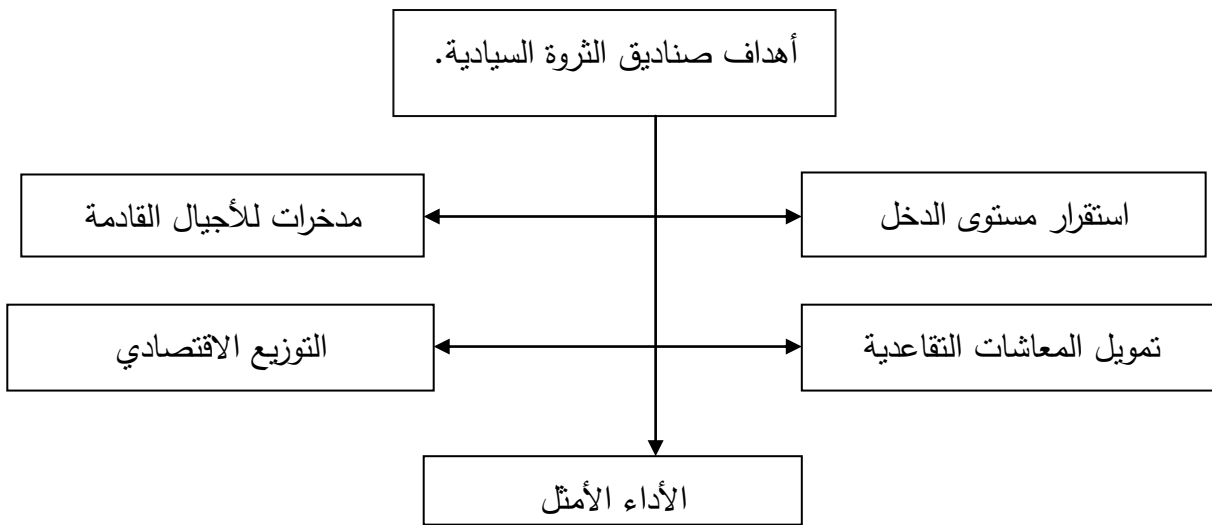 أهداف صناديق الثروة السيادية.
استقرار مستوى الدخل
مدخرات للأجيال القادمة
تمويل المعاشات التقاعدية
التوزيع الاقتصادي
الأداء الأمثل